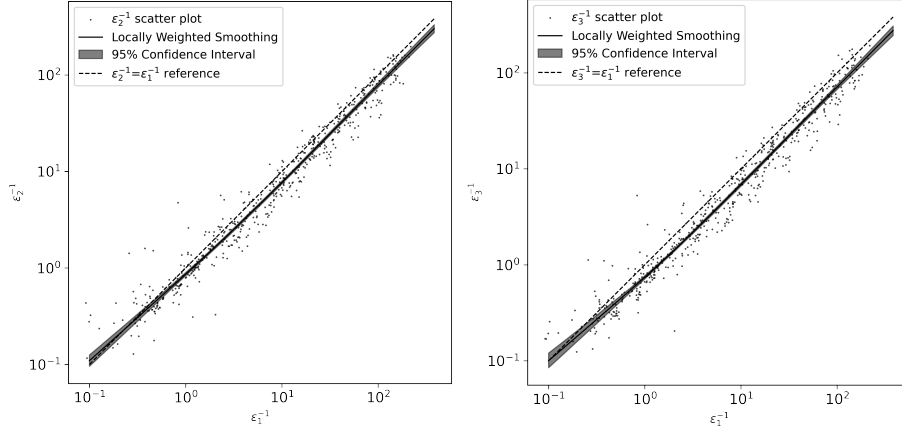 ε₂⁻¹ scatter plot
Locally Weighted Smoothing
95% Confidence Interval
ε₂⁻¹=ε₁⁻¹ reference
10²
10¹
10⁰
10⁻¹
ε₂⁻¹
10⁻¹ 10⁰ 10¹ 10²
ε₁⁻¹
ε₃⁻¹ scatter plot
Locally Weighted Smoothing
95% Confidence Interval
ε₃⁻¹=ε₁⁻¹ reference
10²
10¹
10⁰
10⁻¹
ε₃⁻¹
10⁻¹ 10⁰ 10¹ 10²
ε₁⁻¹